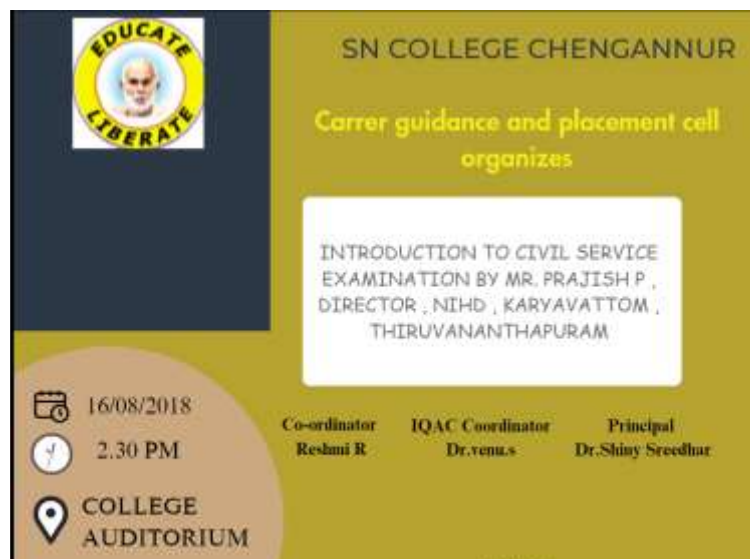 EDUCATE
LIBERATE
SN COLLEGE CHENGANNUR
Carrer guidance and placement cell
organizes
INTRODUCTION TO CIVIL SERVICE
EXAMINATION BY MR. PRAJISH P ,
DIRECTOR , NIHD , KARYAVATTOM ,
THIRUVANANTHAPURAM
16/08/2018
2.30 PM
COLLEGE
AUDITORIUM
Co-ordinator
Reshmi R
IQAC Coordinator
Dr.venu.s
Principal
Dr.Shiny Sreedhar